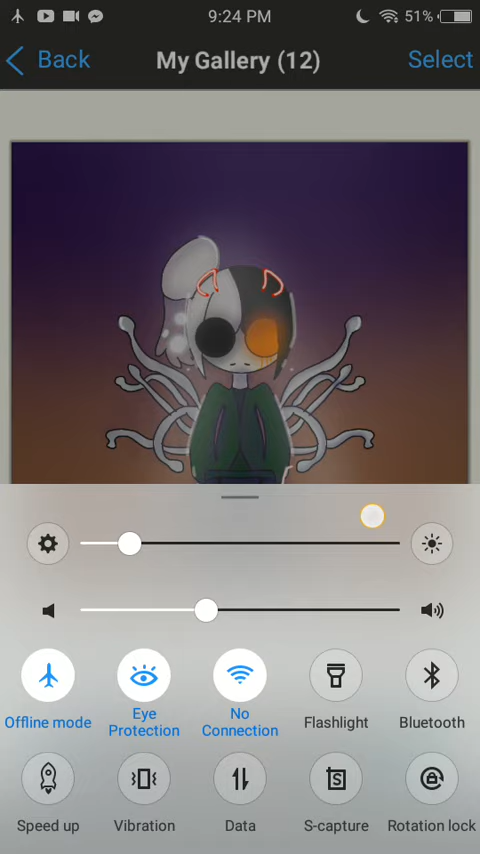 9:24 PM
51%
Back
My Gallery (12)
Select
Offline mode
Eye
Protection
No
Connection
Flashlight
Bluetooth
Speed up
Vibration
Data
S
S-capture
Rotation lock